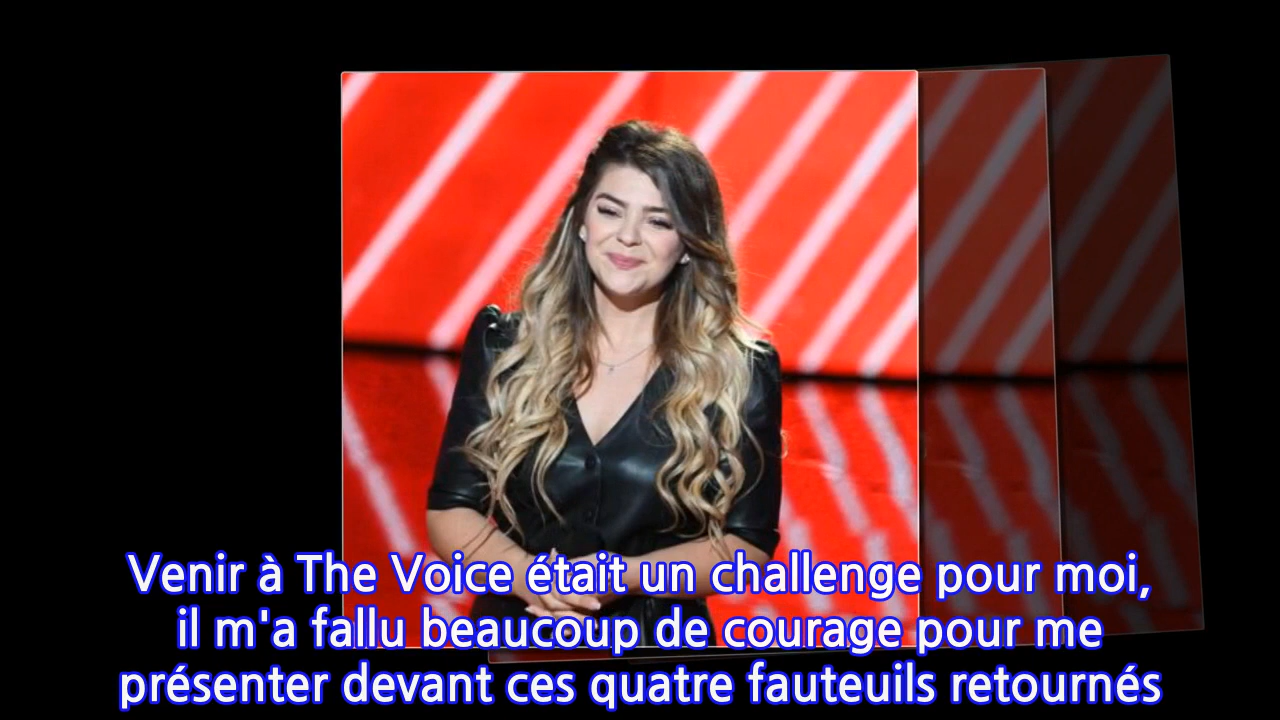 Venir à The Voice était un challenge pour moi,
il m'a fallu beaucoup de courage pour me
présenter devant ces quatre fauteuils retournés